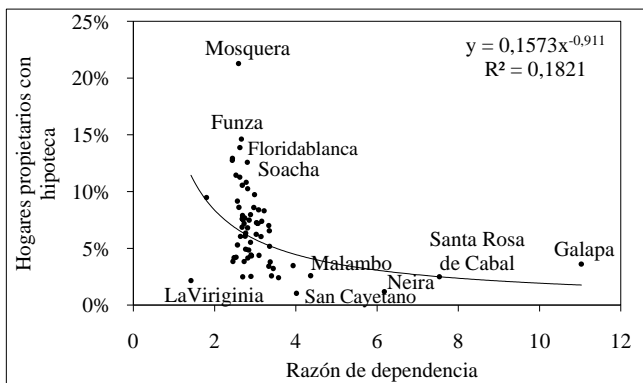 Hogares propietarios con
hipoteca
25%
20%
15%
10%
5%
0%
Mosquera
y = 0,1573x^-0,911
R² = 0,1821
Funza
Floridablanca
Soacha
Malambo
Santa Rosa
de Cabal
Galapa
LaViriginia
San Cayetano
Neira
0
2
4
6
8
10
12
Razón de dependencia